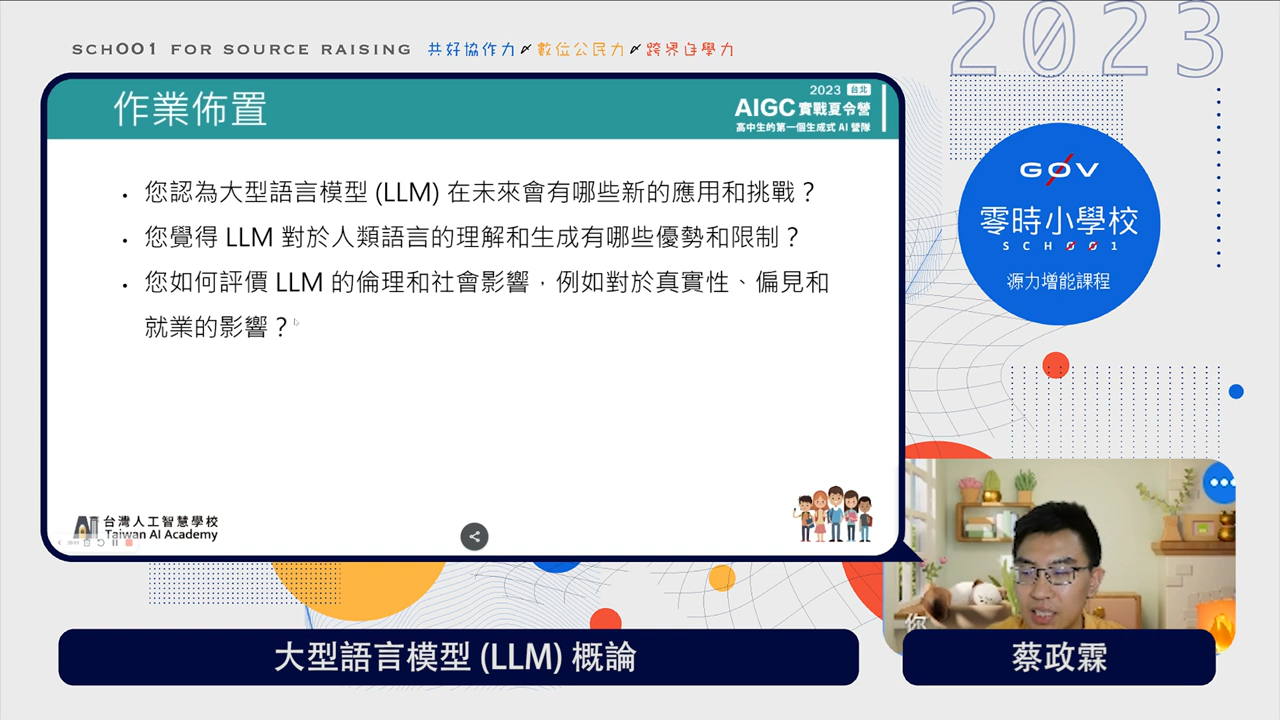 SCHOO1 FOR SOURCE RAISING 共好協作力 數位公民力 跨界自學力
2023
作業佈置
2023 台北
AIGC 實戰夏令營
高中生的第一個生成式 AI 營隊
• 您認為大型語言模型 (LLM) 在未來會有哪些新的應用和挑戰？
• 您覺得 LLM 對於人類語言的理解和生成有哪些優勢和限制？
• 您如何評價 LLM 的倫理和社會影響，例如對於真實性、偏見和
就業的影響？
GOV
零時小學校
SCHOO1
源力增能課程
AI 台灣人工智慧學校
Taiwan AI Academy
你
大型語言模型 (LLM) 概論
蔡政霖